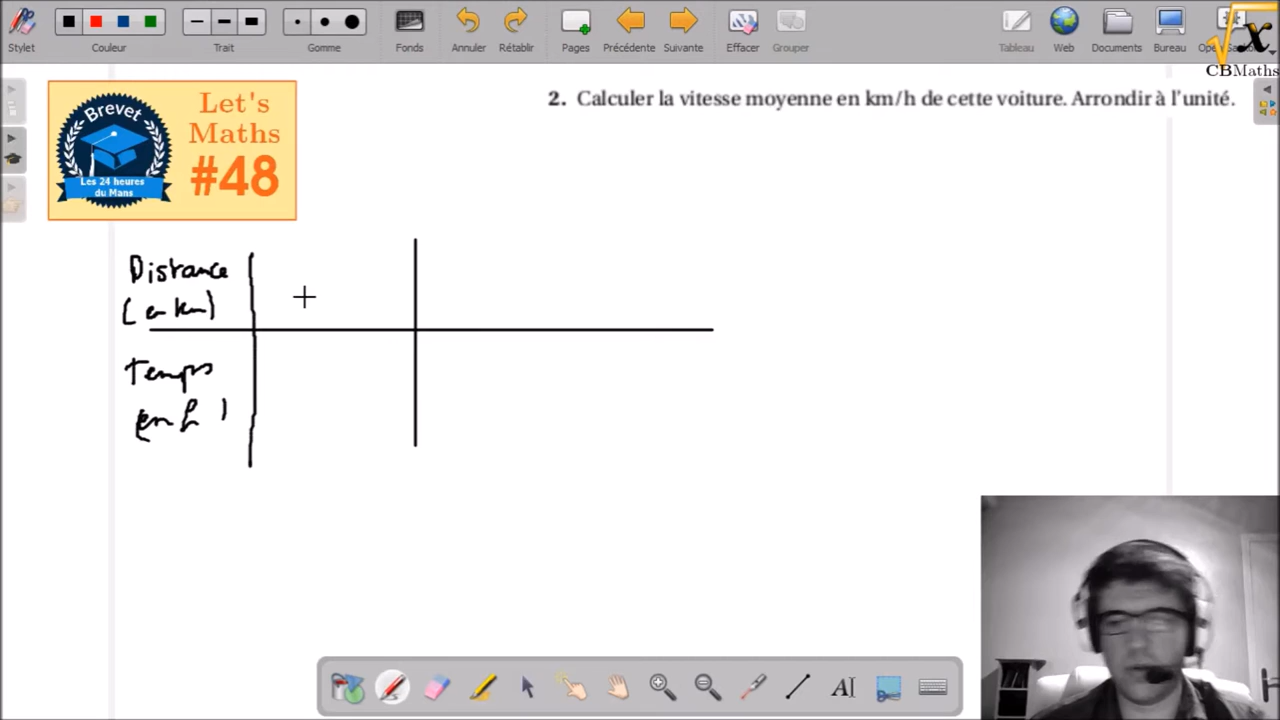 Stylet
Couleur
Trait
Gomme
Fonds
Annuler
Rétablir
Pages
Précédente
Suivante
Effacer
Grouper
Tableau
Web
Documents
Bureau
CBMaths
2. Calculer la vitesse moyenne en km/h de cette voiture. Arrondir à l'unité.
Brevet
Les 24 heures
du Mans
Let's
Maths
#48
Distance
(en km)
Temps
(en h)
AI